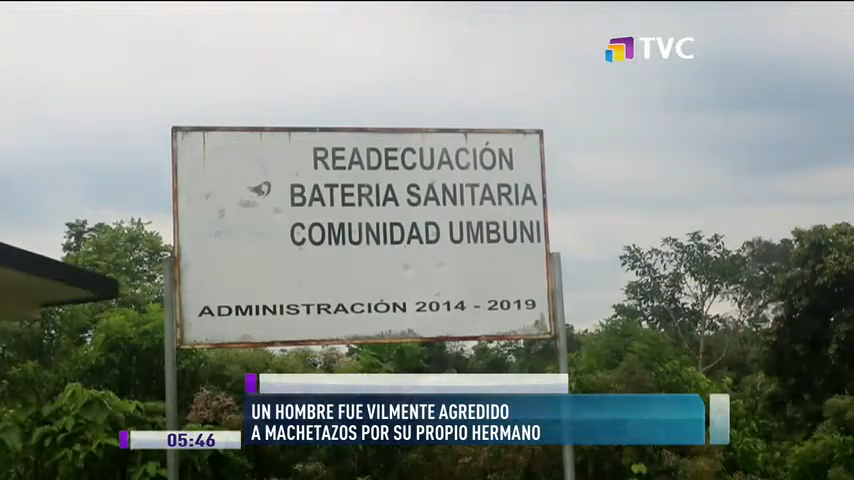 TVC
READECUACIÓN
BATERIA SANITARIA
COMUNIDAD UMBUNI
ADMINISTRACIÓN 2014 - 2019
UN HOMBRE FUE VILMENTE AGREDIDO
A MACHETAZOS POR SU PROPIO HERMANO
05:46